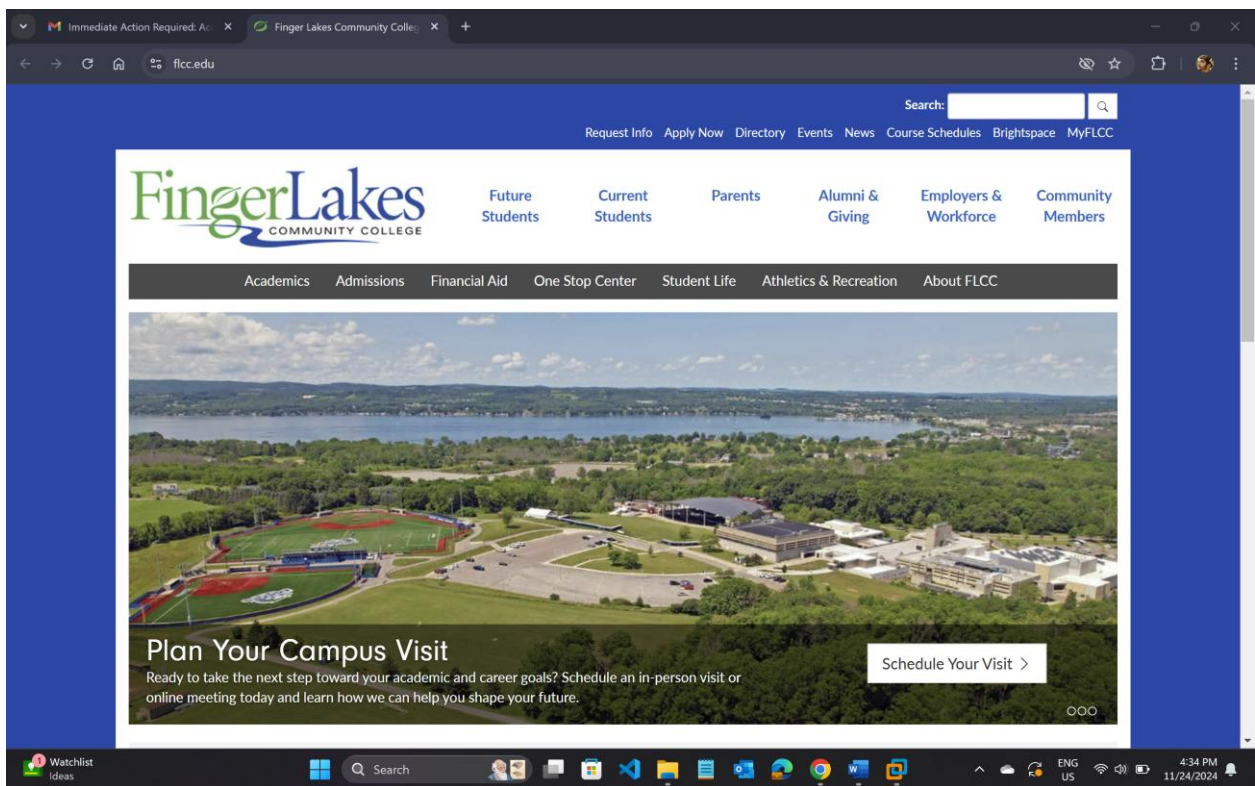 Immediate Action Required: Ac
Finger Lakes Community Colleg
flcc.edu
Search:
Request Info Apply Now Directory Events News Course Schedules Brightspace MyFLCC
FingerLakes
COMMUNITY COLLEGE
Future Students
Current Students
Parents
Alumni & Giving
Employers & Workforce
Community Members
Academics Admissions Financial Aid One Stop Center Student Life Athletics & Recreation About FLCC
Plan Your Campus Visit
Ready to take the next step toward your academic and career goals? Schedule an in-person visit or
online meeting today and learn how we can help you shape your future.
Schedule Your Visit >
1
Watchlist
Ideas
Search
ENG
US
4:34 PM
11/24/2024